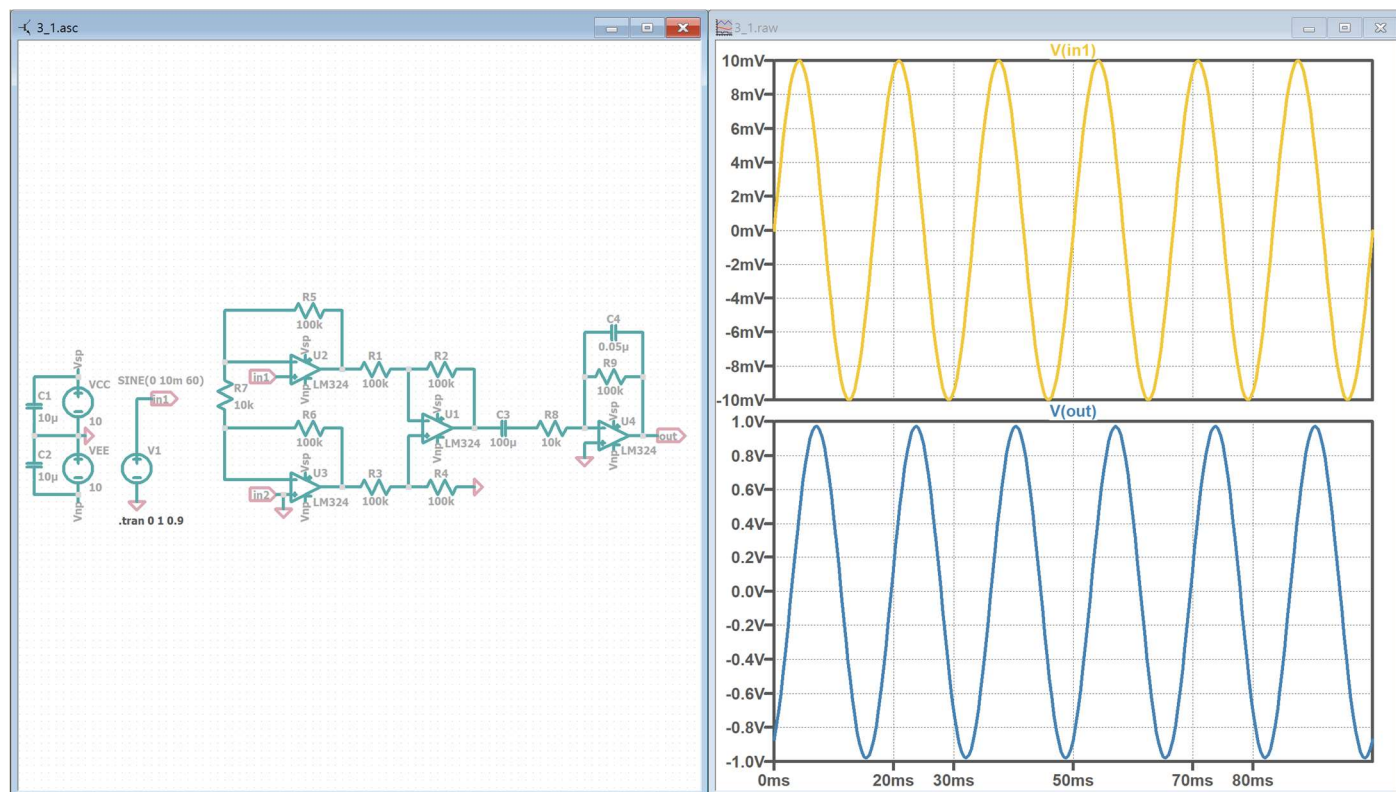 3_1.asc
3_1.raw
R5
100k
Vsp
U2
in1
Vnp
LM324
R1
100k
R2
100k
R7
10k
R6
100k
Vsp
U3
in2
Vnp
LM324
R3
100k
R4
100k
Vsp
U1
Vnp
LM324
C3
100µ
R8
10k
C4
0.05µ
R9
100k
Vsp
U4
Vnp
LM324
out
Vsp
VCC
10
C1
10µ
C2
10µ
VEE
10
Vnp
SINE(0 10m 60)
in1
V1
.tran 0 1 0.9
V(in1)
10mV
8mV
6mV
4mV
2mV
0mV
-2mV
-4mV
-6mV
-8mV
-10mV
V(out)
1.0V
0.8V
0.6V
0.4V
0.2V
0.0V
-0.2V
-0.4V
-0.6V
-0.8V
-1.0V
0ms 20ms 30ms 50ms 70ms 80ms